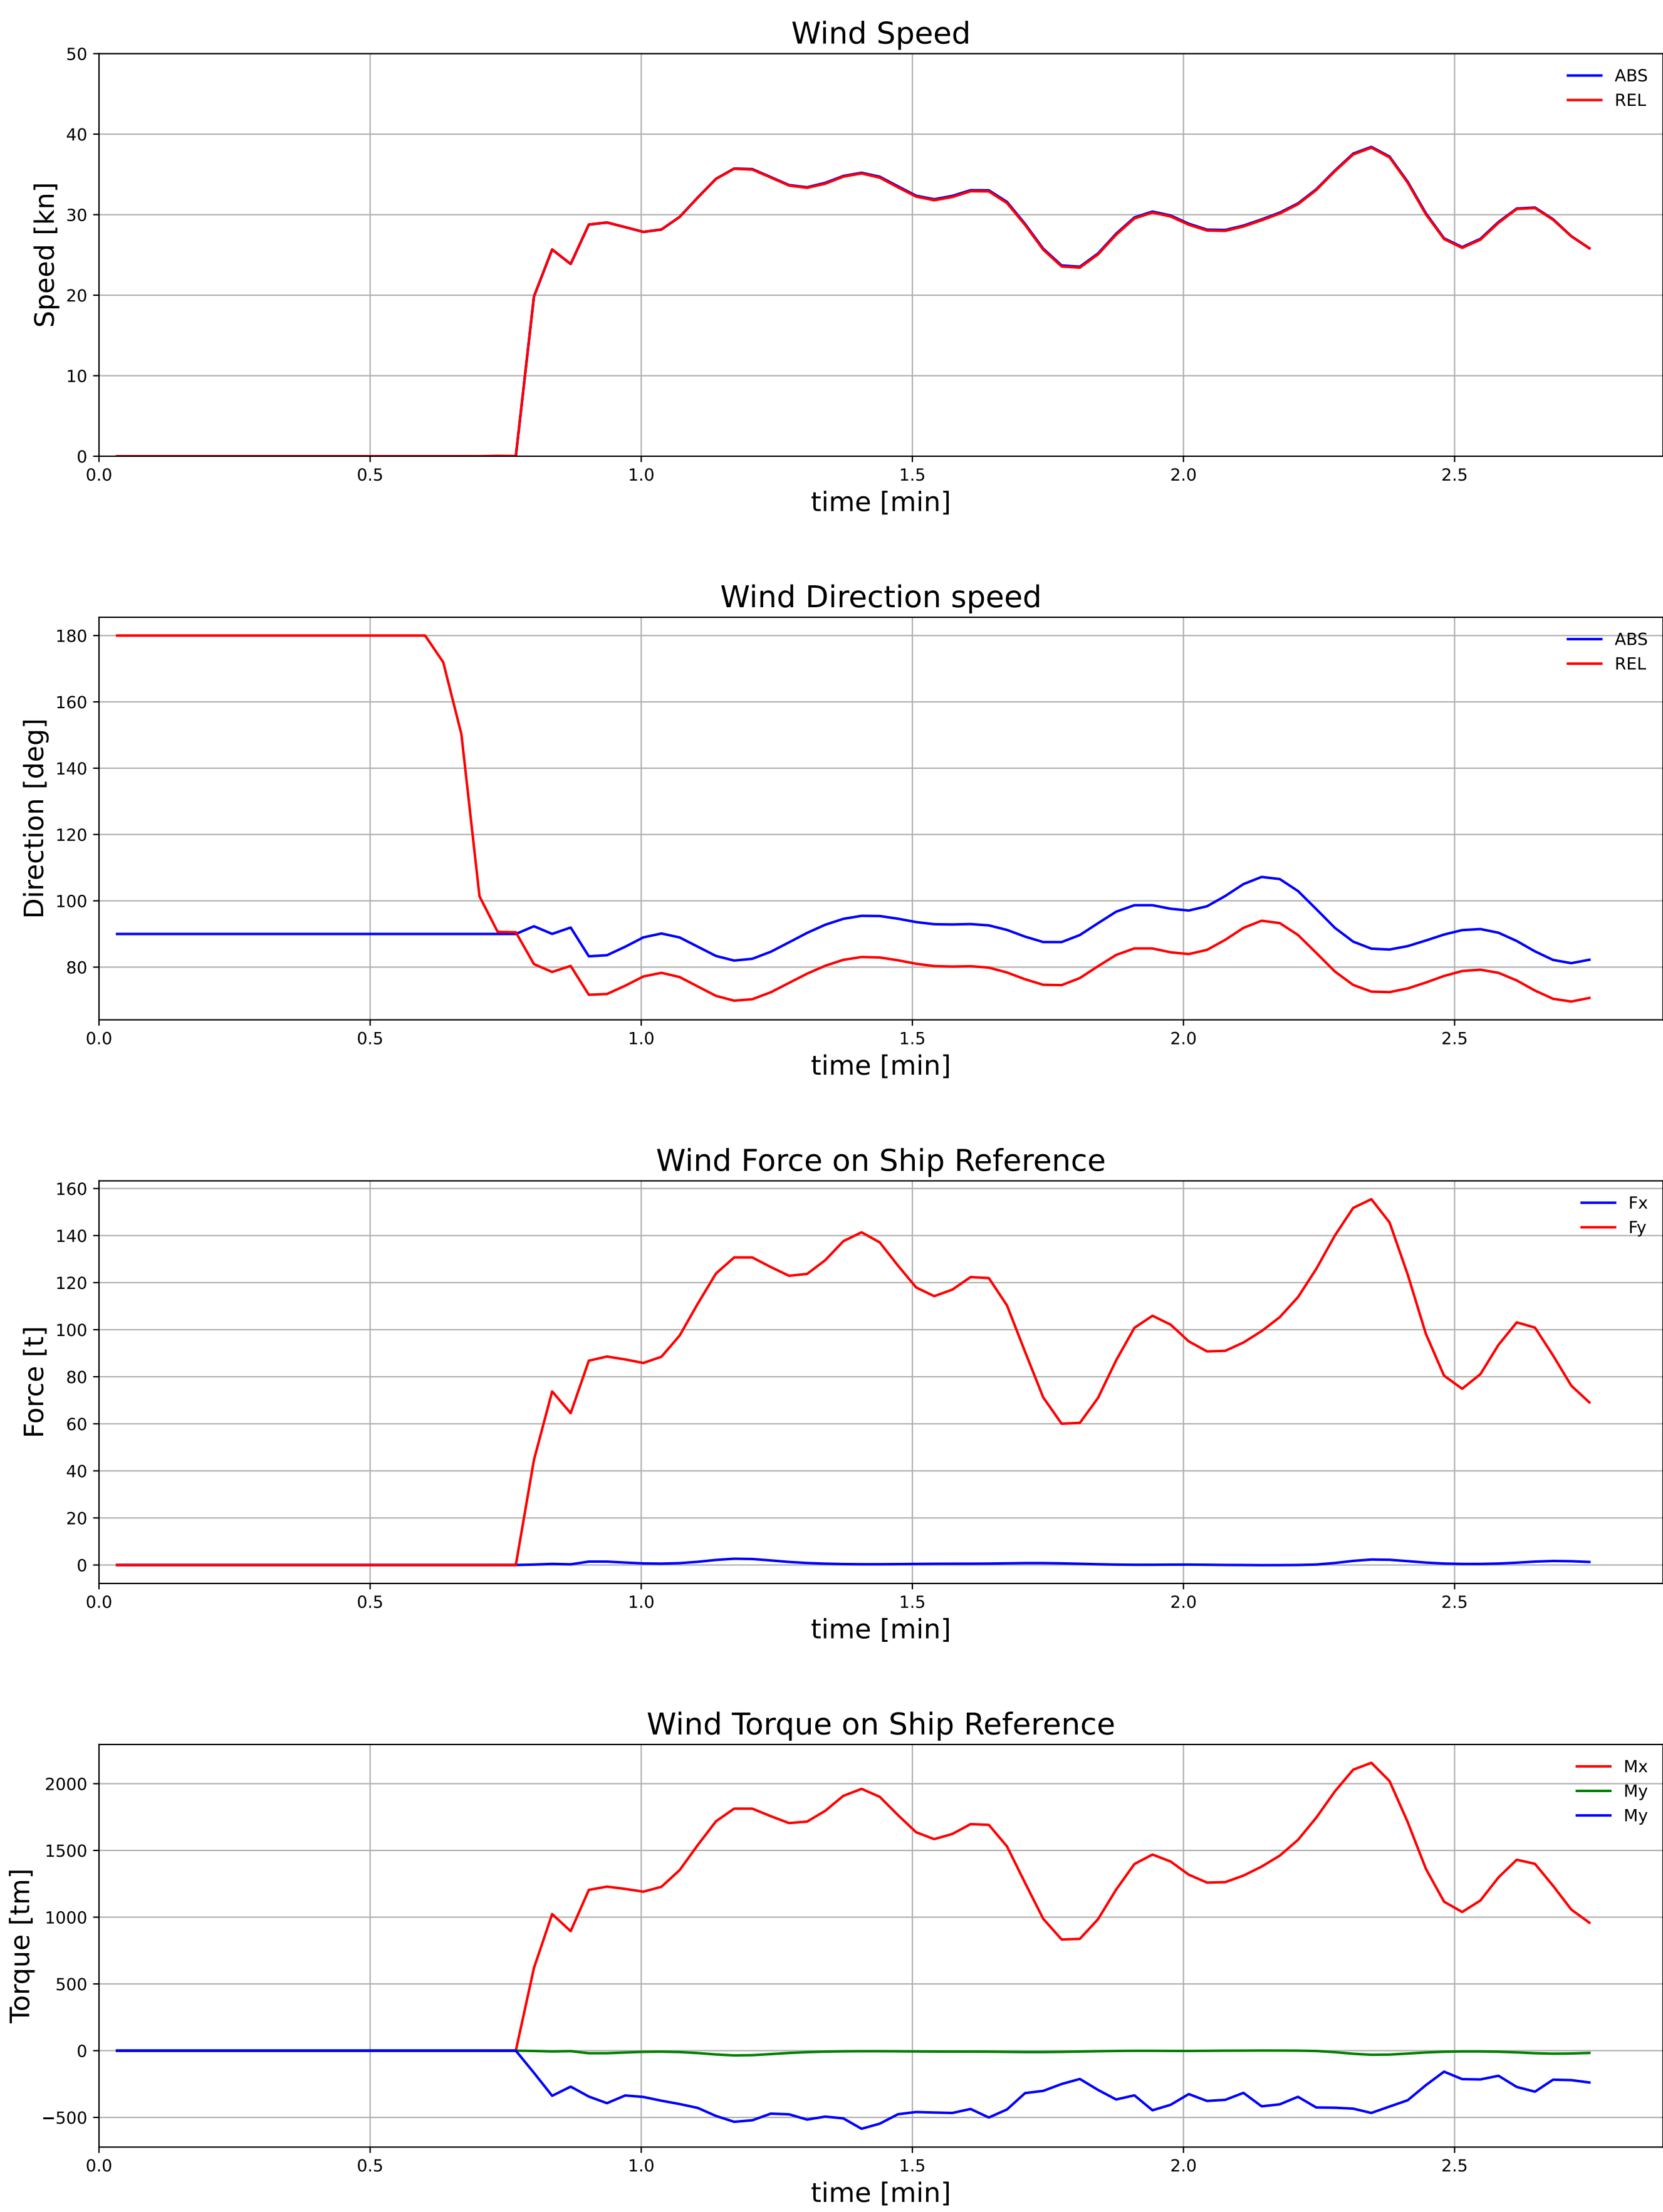 Wind Speed
50
40
30
20
10
0
Speed [kn]
ABS
REL
0.0 0.5 1.0 1.5 2.0 2.5
time [min]
Wind Direction speed
180
160
140
120
100
80
Direction [deg]
ABS
REL
0.0 0.5 1.0 1.5 2.0 2.5
time [min]
Wind Force on Ship Reference
160
140
120
100
80
60
40
20
0
Force [t]
Fx
Fy
0.0 0.5 1.0 1.5 2.0 2.5
time [min]
Wind Torque on Ship Reference
2000
1500
1000
500
0
−500
Torque [tm]
Mx
My
My
0.0 0.5 1.0 1.5 2.0 2.5
time [min]